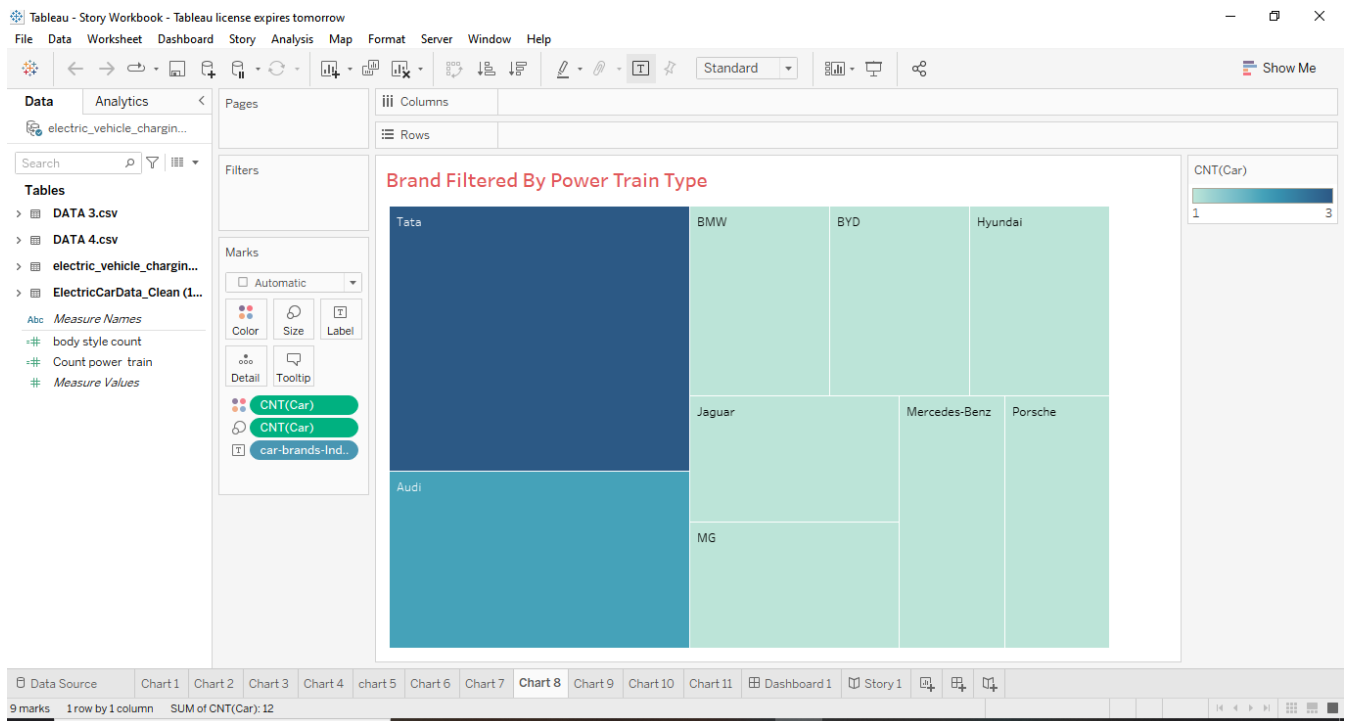 Tableau - Story Workbook - Tableau license expires tomorrow
File Data Worksheet Dashboard Story Analysis Map Format Server Window Help
Standard
Show Me
Data Analytics
electric_vehicle_chargin...
Search
Tables
DATA 3.csv
DATA 4.csv
electric_vehicle_chargin...
ElectricCarData_Clean (1...
Abc Measure Names
=# body style count
=# Count power train
# Measure Values
Pages
Filters
Marks
Automatic
Color Size Label
Detail Tooltip
CNT(Car)
CNT(Car)
T car-brands-Ind..
iii Columns
Rows
Brand Filtered By Power Train Type
Tata
BMW
BYD
Hyundai
Audi
Jaguar
Mercedes-Benz
Porsche
MG
CNT(Car)
1 3
Data Source Chart 1 Chart 2 Chart 3 Chart 4 chart 5 Chart 6 Chart 7 Chart 8 Chart 9 Chart 10 Chart 11 Dashboard 1 Story 1
9 marks 1 row by 1 column SUM of CNT(Car): 12